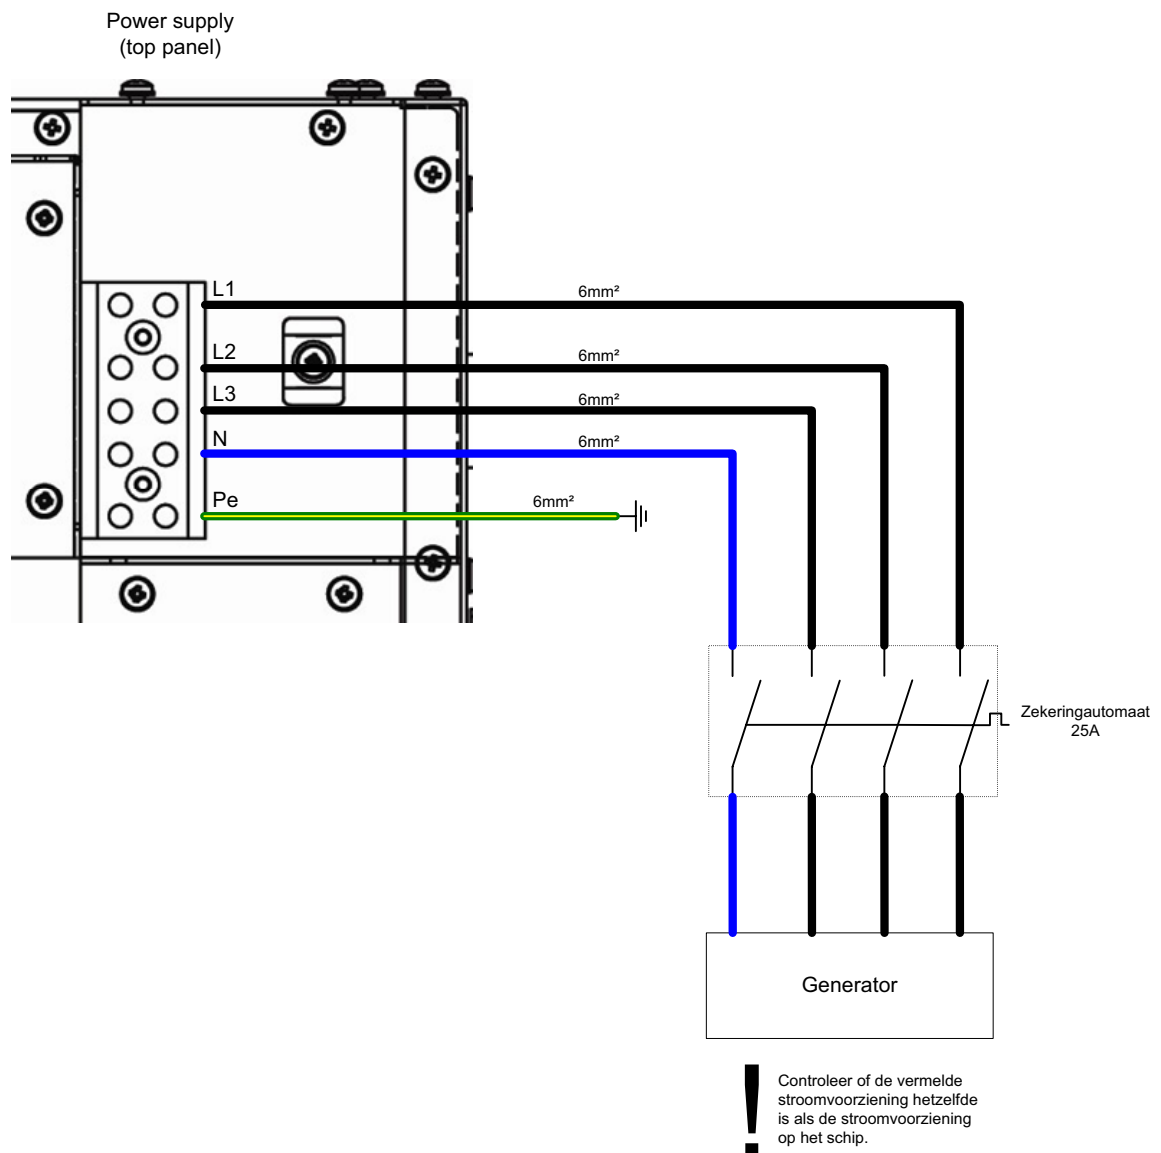 Power supply
(top panel)
L1
6mm²
L2
6mm²
L3
6mm²
N
6mm²
Pe
6mm²
Zekeringautomaat
25A
Generator
!
Controleer of de vermelde
stroomvoorziening hetzelfde
is als de stroomvoorziening
op het schip.